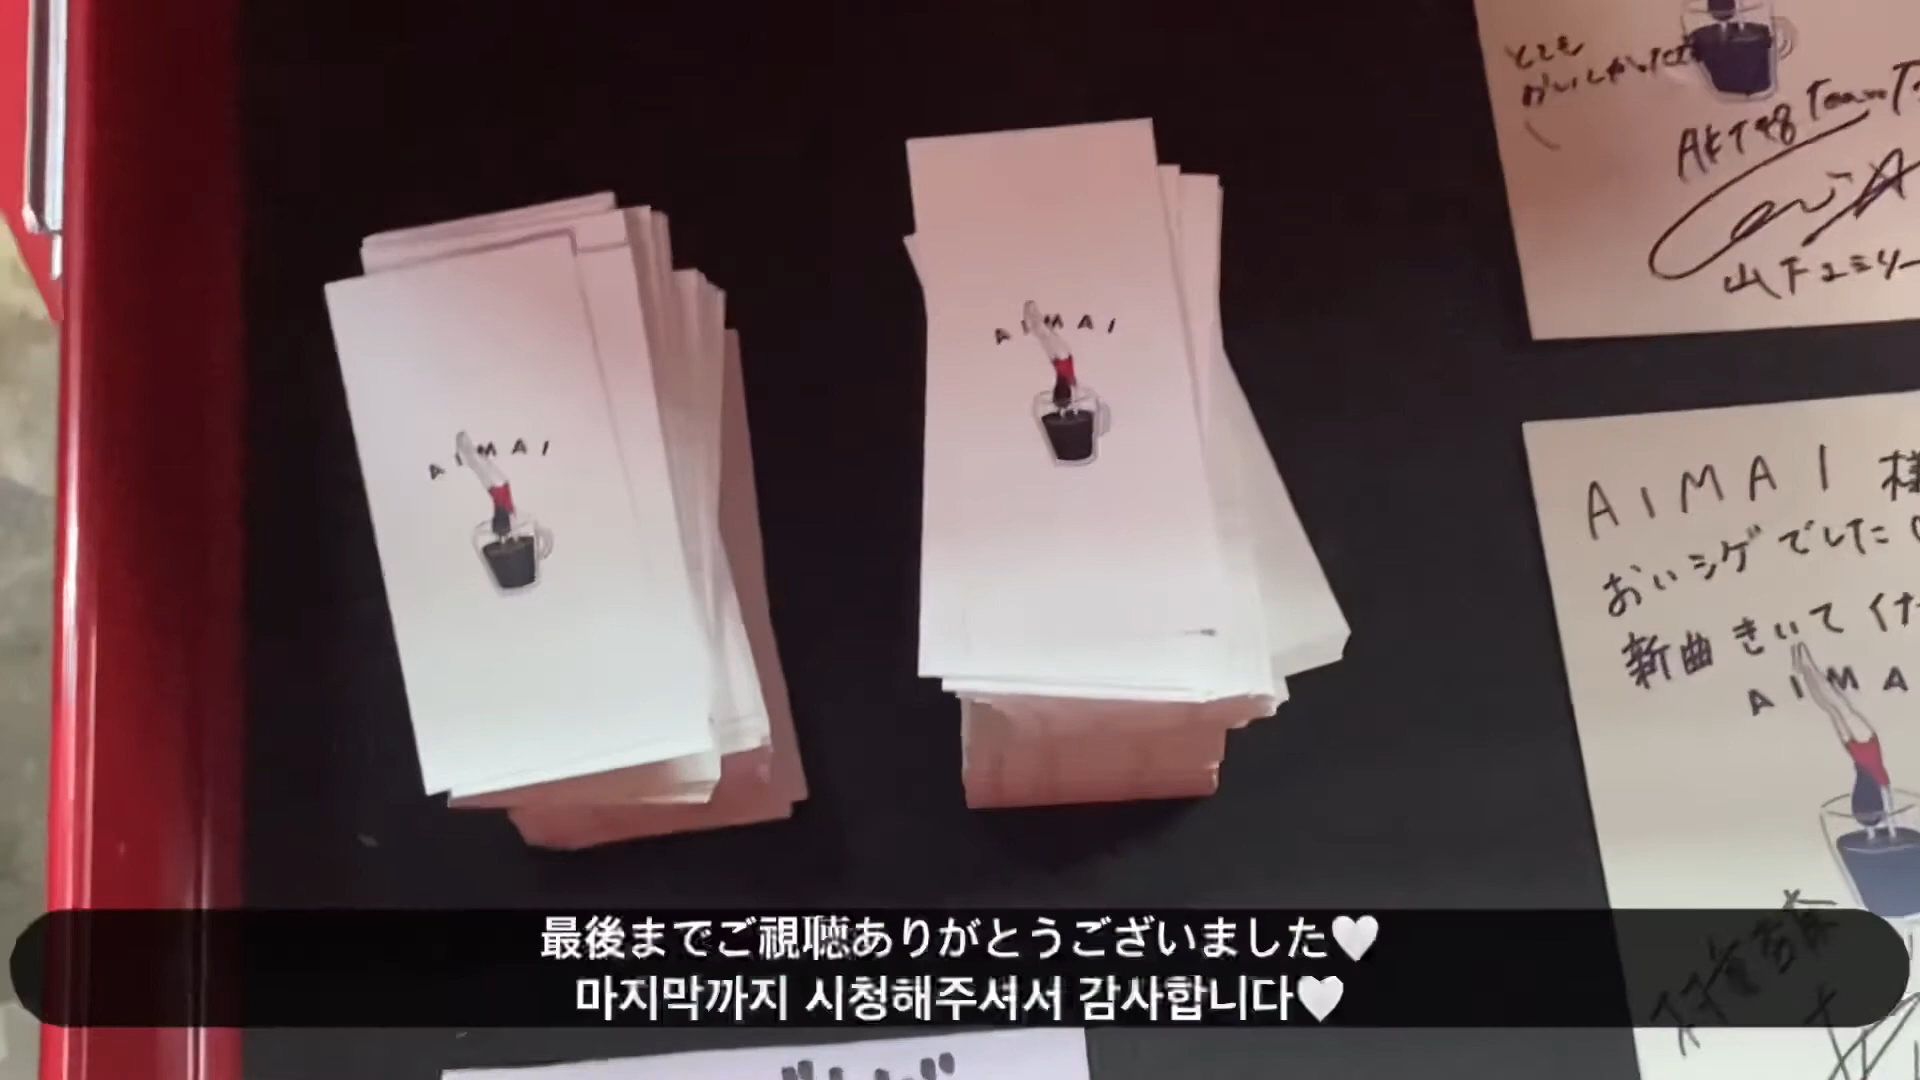 とても
おいしかったです
AKB48 Team T
山下エミリー
AIMAI
AIMAI
AIMAI 様
おいシゲでした
新曲きいてくだ
AIMA
最後までご視聴ありがとうございました🤍
마지막까지 시청해주셔서 감사합니다🤍